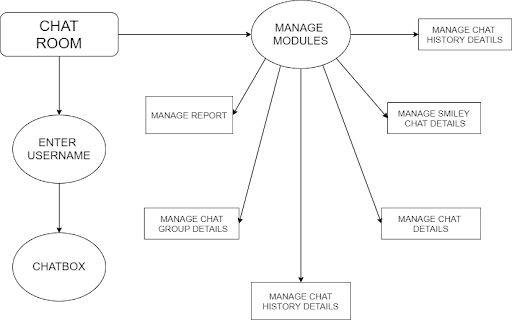 CHAT
ROOM
MANAGE
MODULES
MANAGE CHAT
HISTORY DEATILS
MANAGE REPORT
MANAGE SMILEY
CHAT DETAILS
ENTER
USERNAME
MANAGE CHAT
GROUP DETAILS
MANAGE CHAT
DETAILS
CHATBOX
MANAGE CHAT
HISTORY DETAILS